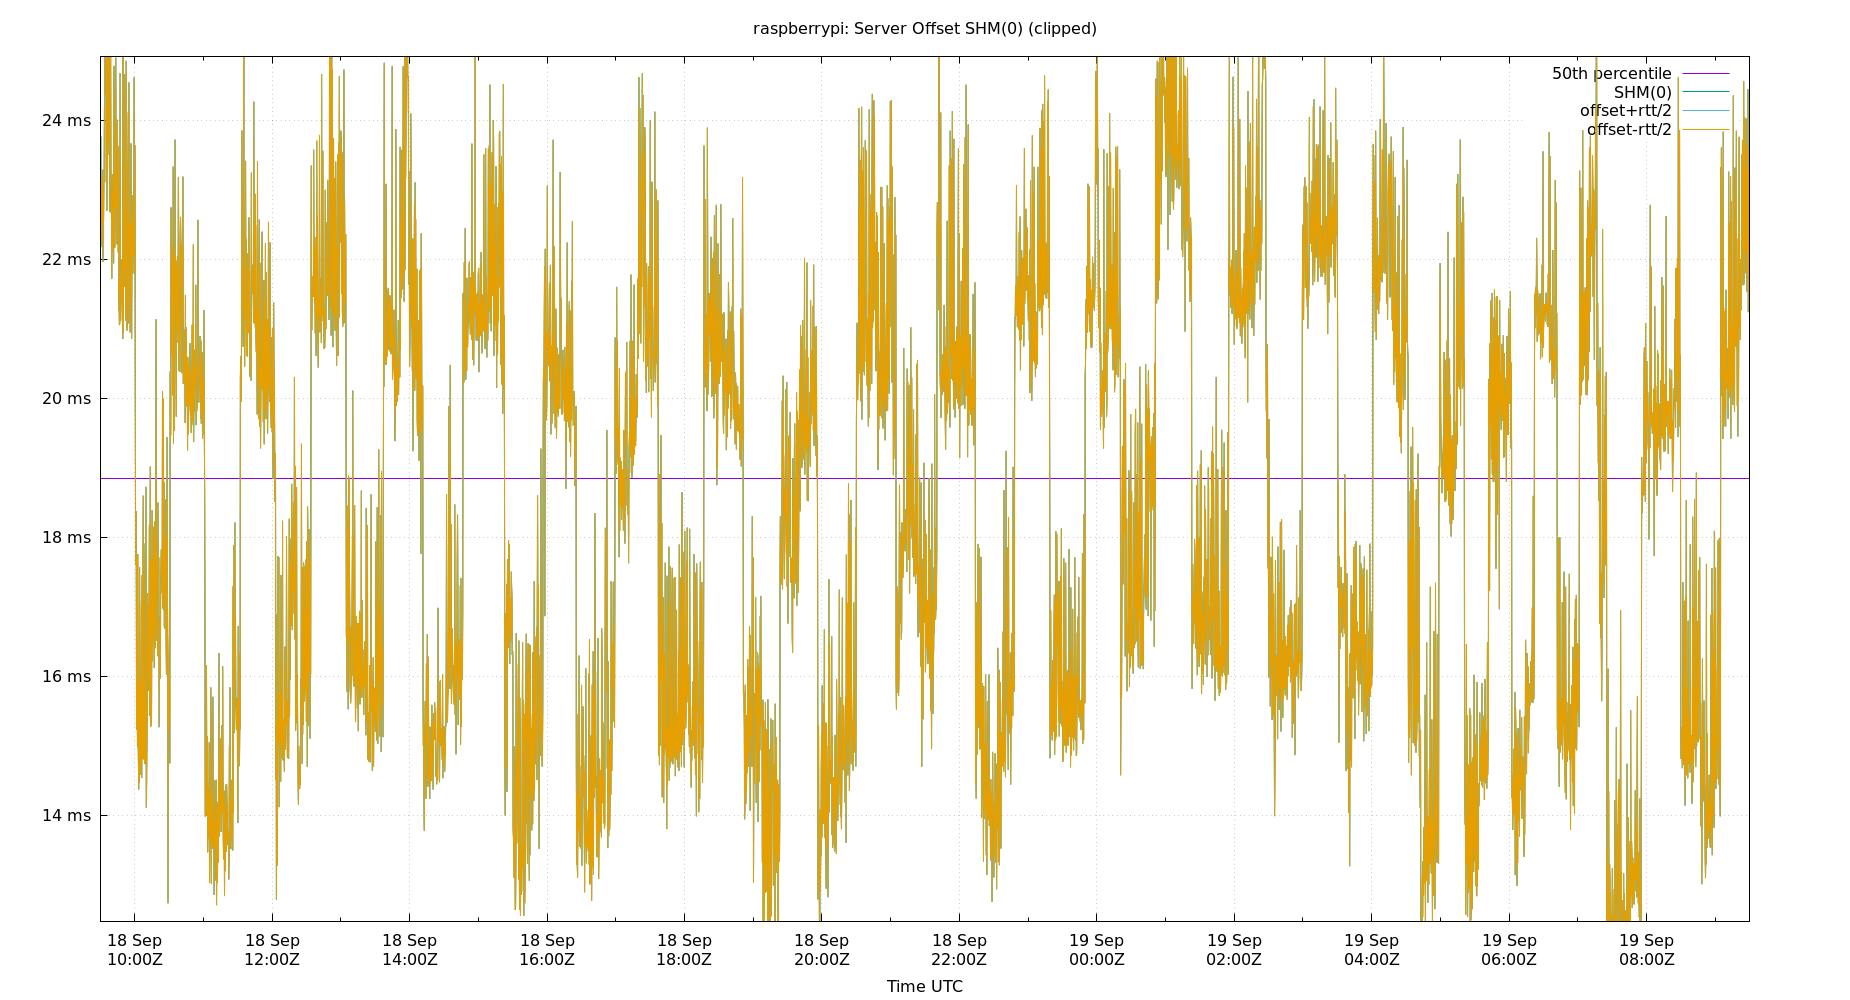 raspberrypi: Server Offset SHM(0) (clipped)
50th percentile
SHM(0)
offset+rtt/2
offset-rtt/2
24 ms
22 ms
20 ms
18 ms
16 ms
14 ms
18 Sep 18 Sep 18 Sep 18 Sep 18 Sep 18 Sep 18 Sep 19 Sep 19 Sep 19 Sep 19 Sep 19 Sep
10:00Z 12:00Z 14:00Z 16:00Z 18:00Z 20:00Z 22:00Z 00:00Z 02:00Z 04:00Z 06:00Z 08:00Z
Time UTC